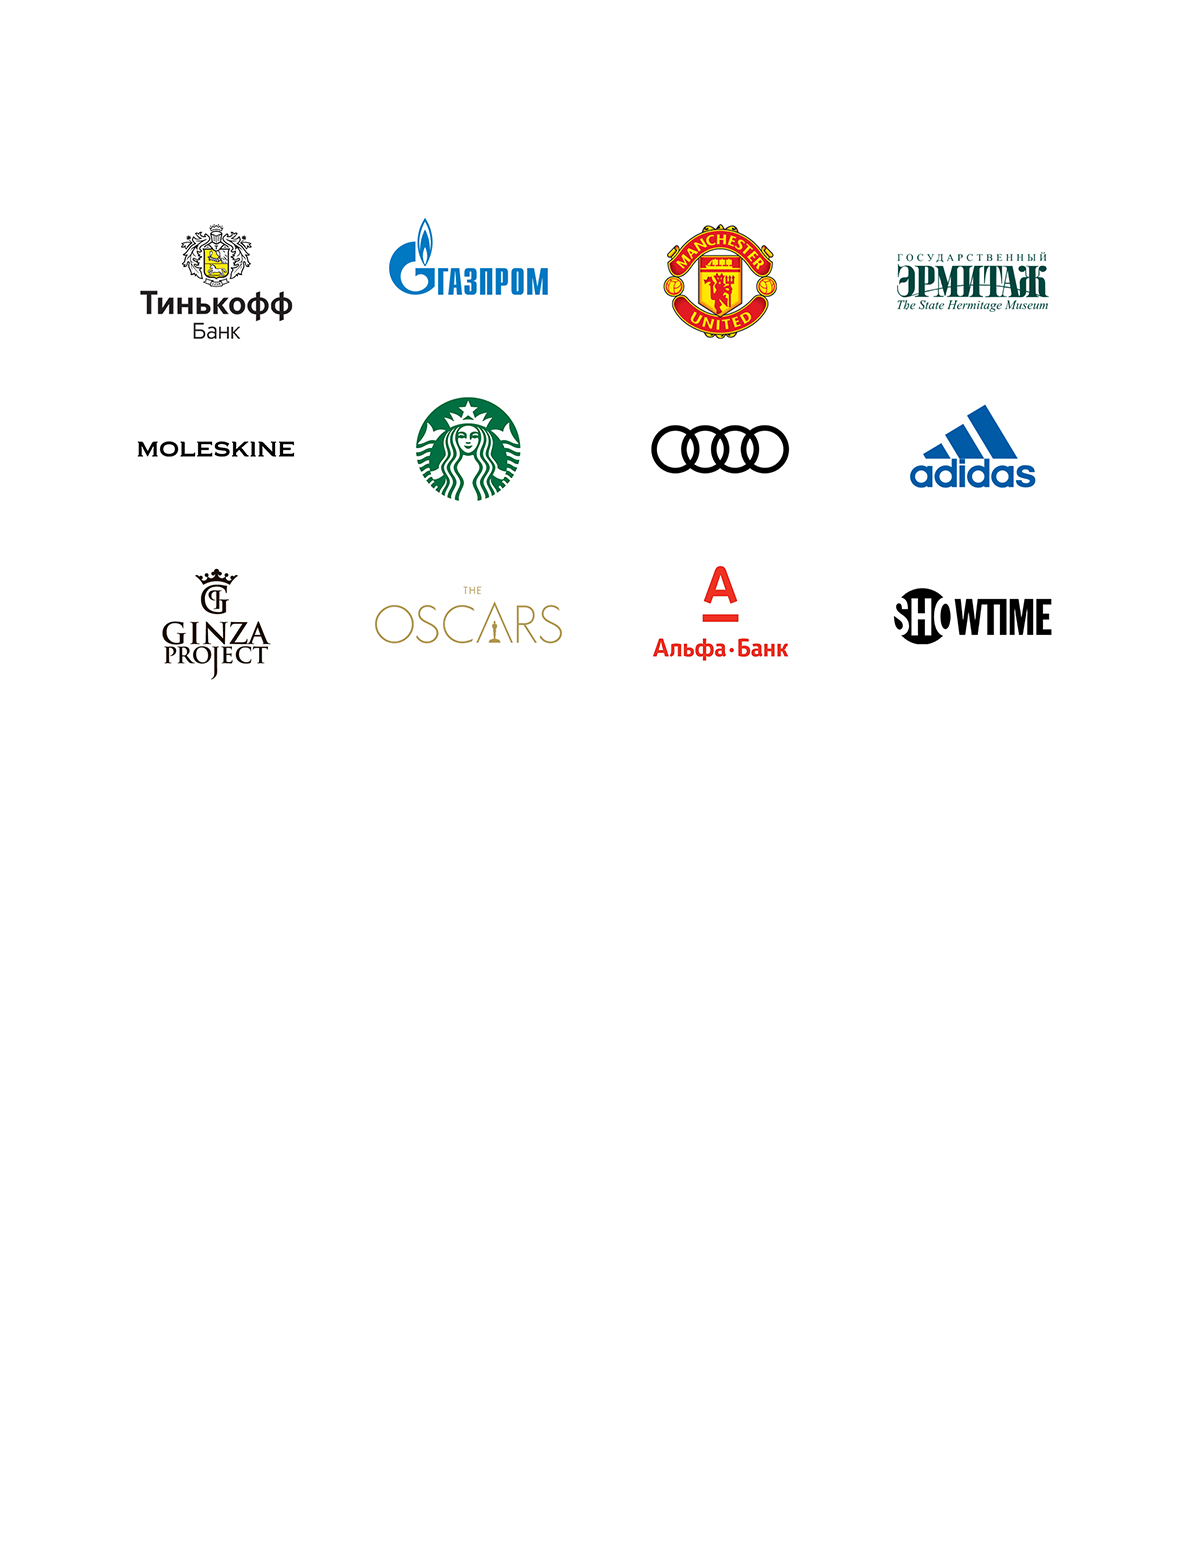 Тинькофф
Банк
ГАЗПРОМ
MANCHESTER
UNITED
ГОСУДАРСТВЕННЫЙ
ЭРМИТАЖ
The State Hermitage Museum
MOLESKINE
adidas
GINZA
PROJECT
THE
OSCARS
А
Альфа·Банк
SHOWTIME